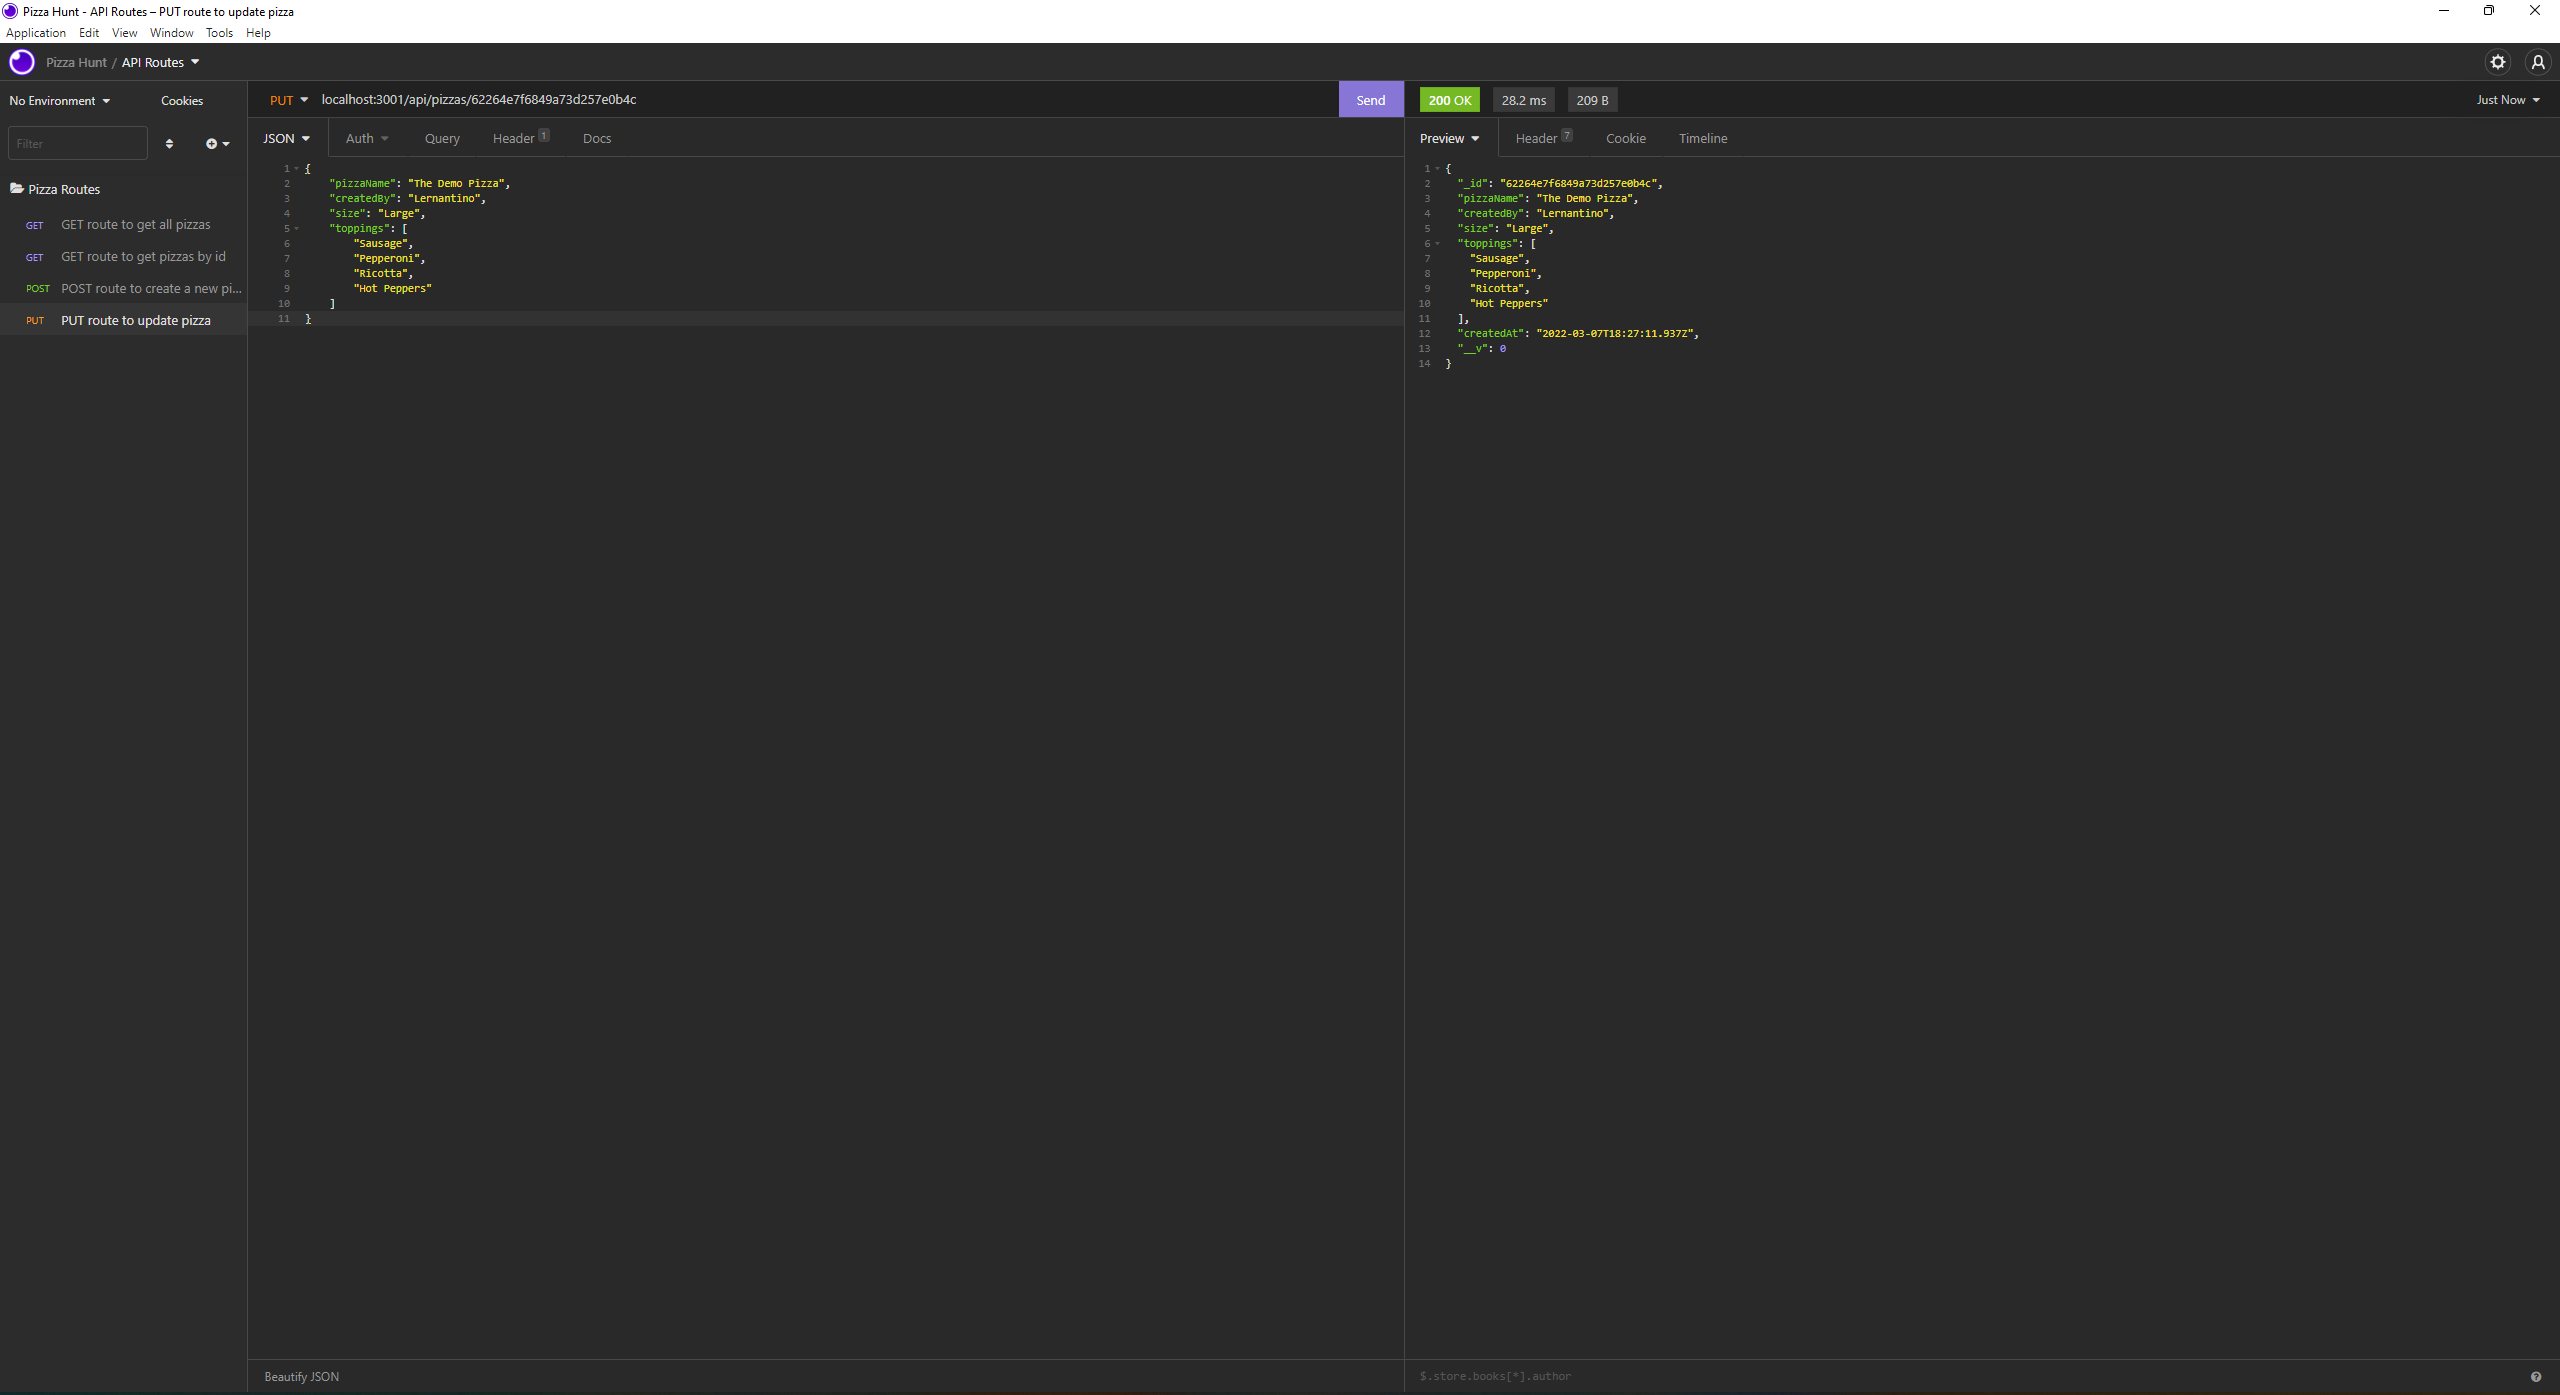 Pizza Hunt - API Routes – PUT route to update pizza
Application Edit View Window Tools Help
Pizza Hunt / API Routes
No Environment Cookies
Filter
Pizza Routes
GET GET route to get all pizzas
GET GET route to get pizzas by id
POST POST route to create a new pi...
PUT PUT route to update pizza
PUT localhost:3001/api/pizzas/62264e7f6849a73d257e0b4c Send
JSON Auth Query Header 1 Docs
1 {
2 "pizzaName": "The Demo Pizza",
3 "createdBy": "Lernantino",
4 "size": "Large",
5 "toppings": [
6 "Sausage",
7 "Pepperoni",
8 "Ricotta",
9 "Hot Peppers"
10 ]
11 }
Beautify JSON
200 OK 28.2 ms 209 B Just Now
Preview Header 7 Cookie Timeline
1 {
2 "_id": "62264e7f6849a73d257e0b4c",
3 "pizzaName": "The Demo Pizza",
4 "createdBy": "Lernantino",
5 "size": "Large",
6 "toppings": [
7 "Sausage",
8 "Pepperoni",
9 "Ricotta",
10 "Hot Peppers"
11 ],
12 "createdAt": "2022-03-07T18:27:11.937Z",
13 "__v": 0
14 }
$.store.books[*].author